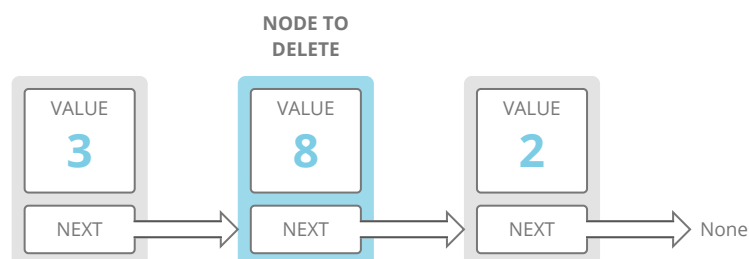 NODE TO
DELETE
VALUE
3
VALUE
8
VALUE
2
NEXT
NEXT
NEXT
None